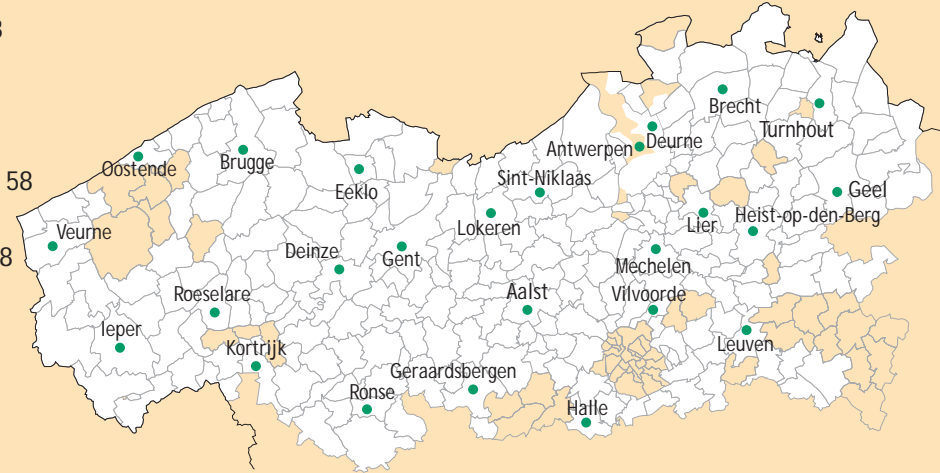 8
Brecht
Turnhout
Deurne
Antwerpen
Oostende
Brugge
Sint-Niklaas
58
Eeklo
Geel
Heist-op-den-Berg
Lokeren
Lier
Veurne
Deinze
Gent
8
Mechelen
Roeselare
Aalst
Vilvoorde
Ieper
Leuven
Kortrijk
Geraardsbergen
Ronse
Halle